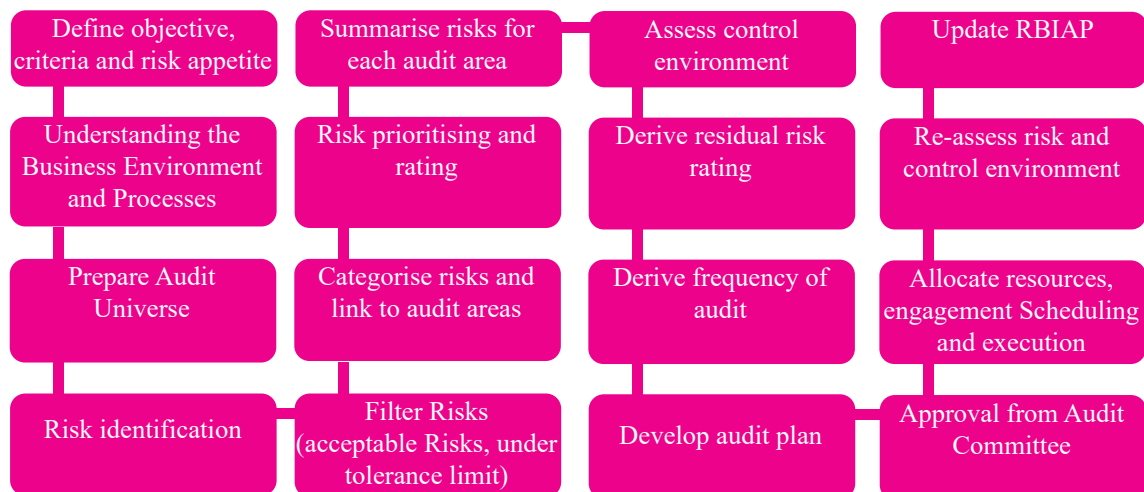 Define objective,
criteria and risk appetite
Understanding the
Business Environment
and Processes
Prepare Audit
Universe
Risk identification
Filter Risks
(acceptable Risks, under
tolerance limit)
Categorise risks and
link to audit areas
Risk prioritising and
rating
Summarise risks for
each audit area
Assess control
environment
Derive residual risk
rating
Derive frequency of
audit
Develop audit plan
Approval from Audit
Committee
Allocate resources,
engagement Scheduling
and execution
Re-assess risk and
control environment
Update RBIAP